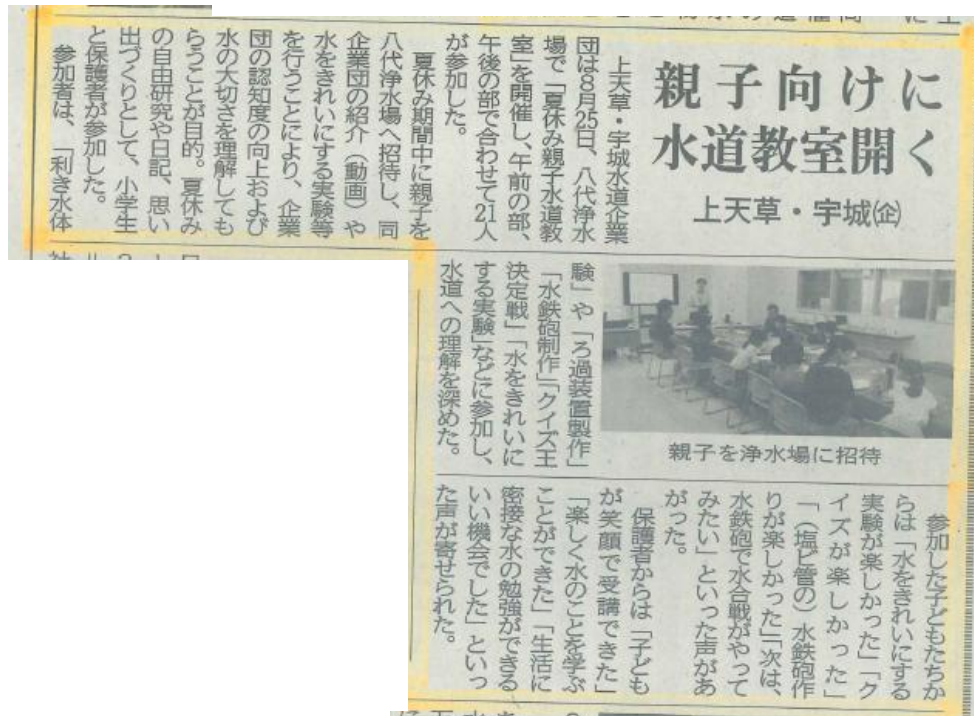 親子向けに
水道教室開く
上天草・宇城㈽
上天草・宇城水道企業
団は8月25日、八代浄水
場で「夏休み親子水道教
室」を開催し、午前の部、
午後の部で合わせて21人
が参加した。
夏休み期間中に親子を
八代浄水場へ招待し、同
企業団の紹介（動画）や
水をきれいにする実験等
を行うことにより、企業
団の認知度の向上および
水の大切さを理解しても
らうことが目的。夏休み
の自由研究や日記、思い
出づくりとして、小学生
と保護者が参加した。
参加者は、「利き水体
験」や「ろ過装置製作」
「水鉄砲制作」「クイズ王
決定戦」「水をきれいに
する実験」などに参加し、
水道への理解を深めた。
親子を浄水場に招待
参加した子どもたちか
らは「水をきれいにする
実験が楽しかった」「ク
イズが楽しかった」
「（塩ビ管の）水鉄砲作
りが楽しかった」「次は、
水鉄砲で水合戦がやって
みたい」といった声があ
がった。
保護者からは「子ども
が笑顔で受講できた」
「楽しく水のことを学ぶ
ことができた」「生活に
密接な水の勉強ができる
いい機会でした」といっ
た声が寄せられた。